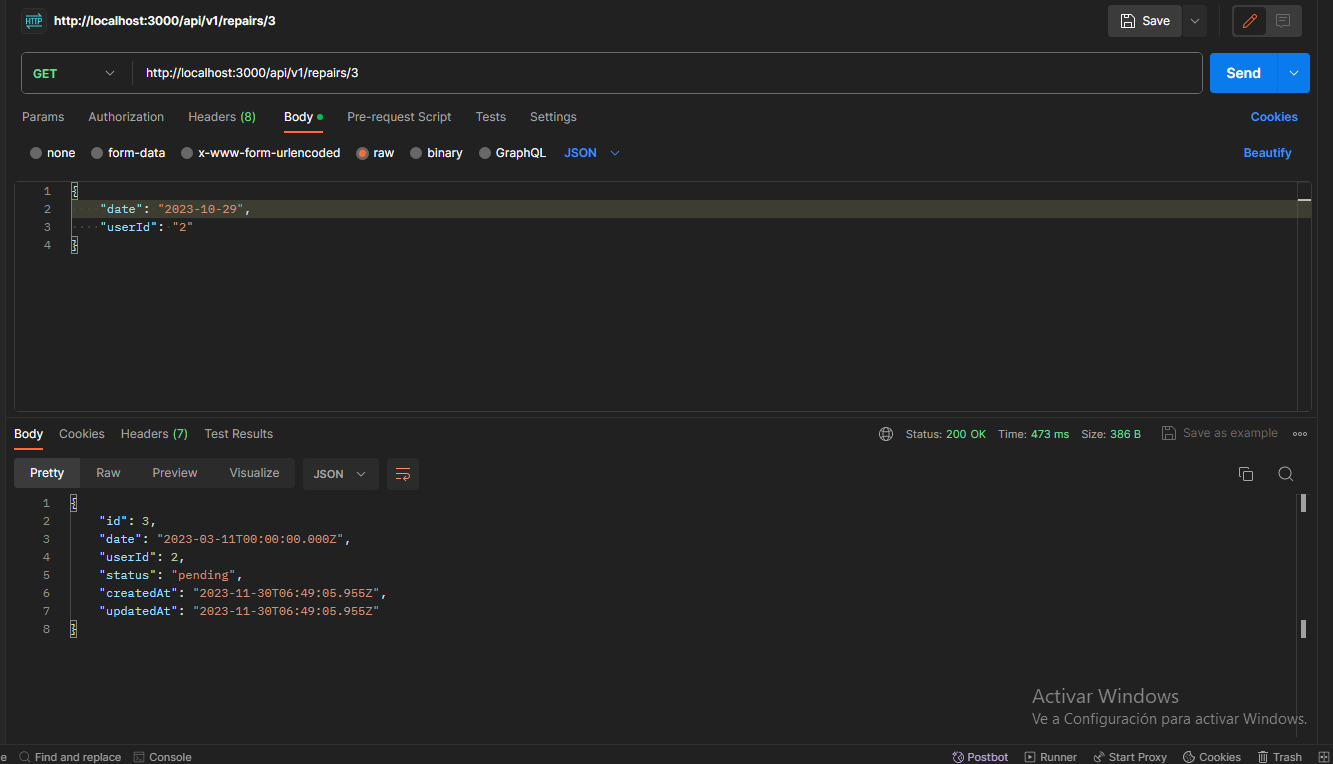 HTTP http://localhost:3000/api/v1/repairs/3 Save
GET http://localhost:3000/api/v1/repairs/3 Send
Params Authorization Headers (8) Body Pre-request Script Tests Settings Cookies
none form-data x-www-form-urlencoded raw binary GraphQL JSON Beautify
1 {
2 "date": "2023-10-29",
3 "userId": "2"
4 }
Body Cookies Headers (7) Test Results Status: 200 OK Time: 473 ms Size: 386 B Save as example
Pretty Raw Preview Visualize JSON
1 {
2 "id": 3,
3 "date": "2023-03-11T00:00:00.000Z",
4 "userId": 2,
5 "status": "pending",
6 "createdAt": "2023-11-30T06:49:05.955Z",
7 "updatedAt": "2023-11-30T06:49:05.955Z"
8 }
Activar Windows
Ve a Configuración para activar Windows.
e Find and replace Console Postbot Runner Start Proxy Cookies Trash